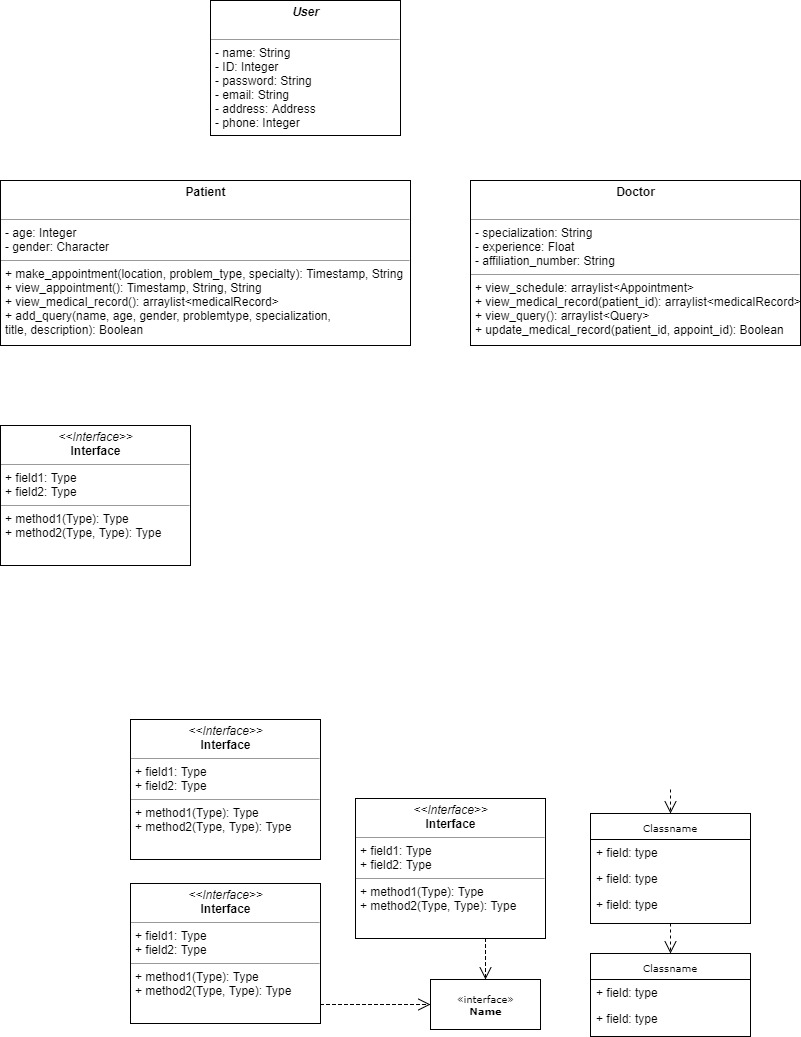 User
- name: String
- ID: Integer
- password: String
- email: String
- address: Address
- phone: Integer
Patient
- age: Integer
- gender: Character
+ make_appointment(location, problem_type, specialty): Timestamp, String
+ view_appointment(): Timestamp, String, String
+ view_medical_record(): arraylist<medicalRecord>
+ add_query(name, age, gender, problemtype, specialization,
title, description): Boolean
Doctor
- specialization: String
- experience: Float
- affiliation_number: String
+ view_schedule: arraylist<Appointment>
+ view_medical_record(patient_id): arraylist<medicalRecord>
+ view_query(): arraylist<Query>
+ update_medical_record(patient_id, appoint_id): Boolean
<<Interface>>
Interface
+ field1: Type
+ field2: Type
+ method1(Type): Type
+ method2(Type, Type): Type
<<Interface>>
Interface
+ field1: Type
+ field2: Type
+ method1(Type): Type
+ method2(Type, Type): Type
<<Interface>>
Interface
+ field1: Type
+ field2: Type
+ method1(Type): Type
+ method2(Type, Type): Type
Classname
+ field: type
+ field: type
+ field: type
<<Interface>>
Interface
+ field1: Type
+ field2: Type
+ method1(Type): Type
+ method2(Type, Type): Type
«interface»
Name
Classname
+ field: type
+ field: type